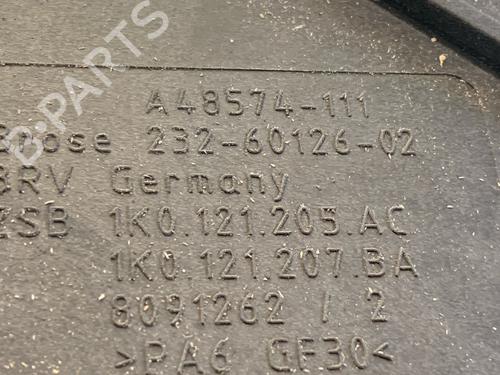 B-PARTS
A48574-111
Brose 232-60126-02
BRV Germany
ZSB 1K0.121.205.AC
1K0.121.207.BA
8091262 / 2
>PA6 GF30<